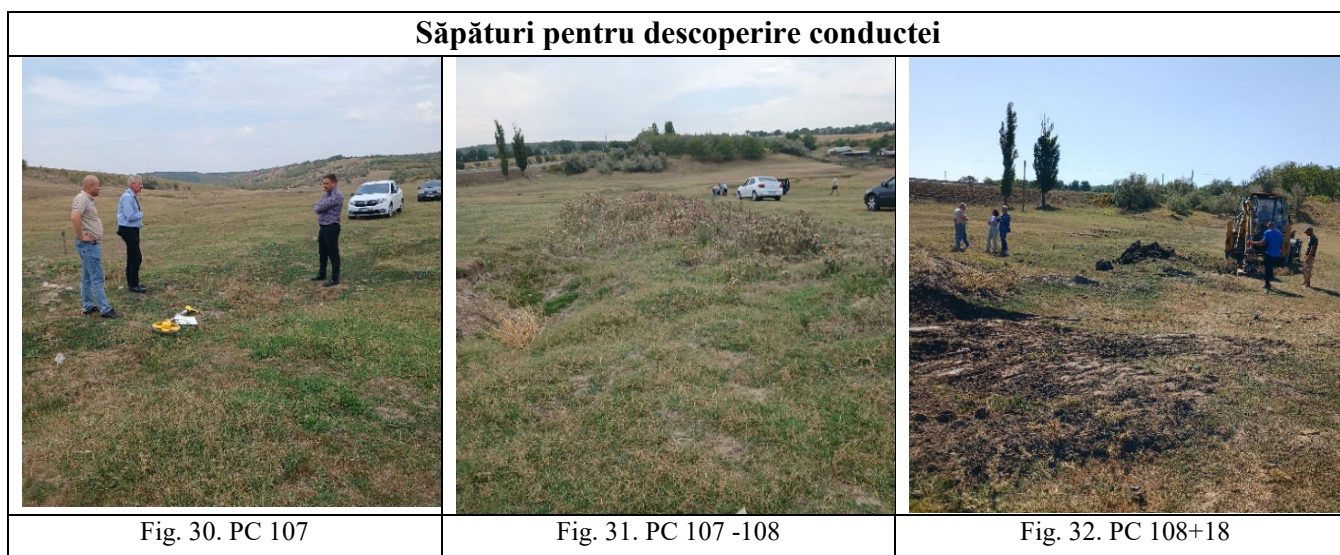 Săpături pentru descoperire conductei
Fig. 30. PC 107
Fig. 31. PC 107 -108
Fig. 32. PC 108+18